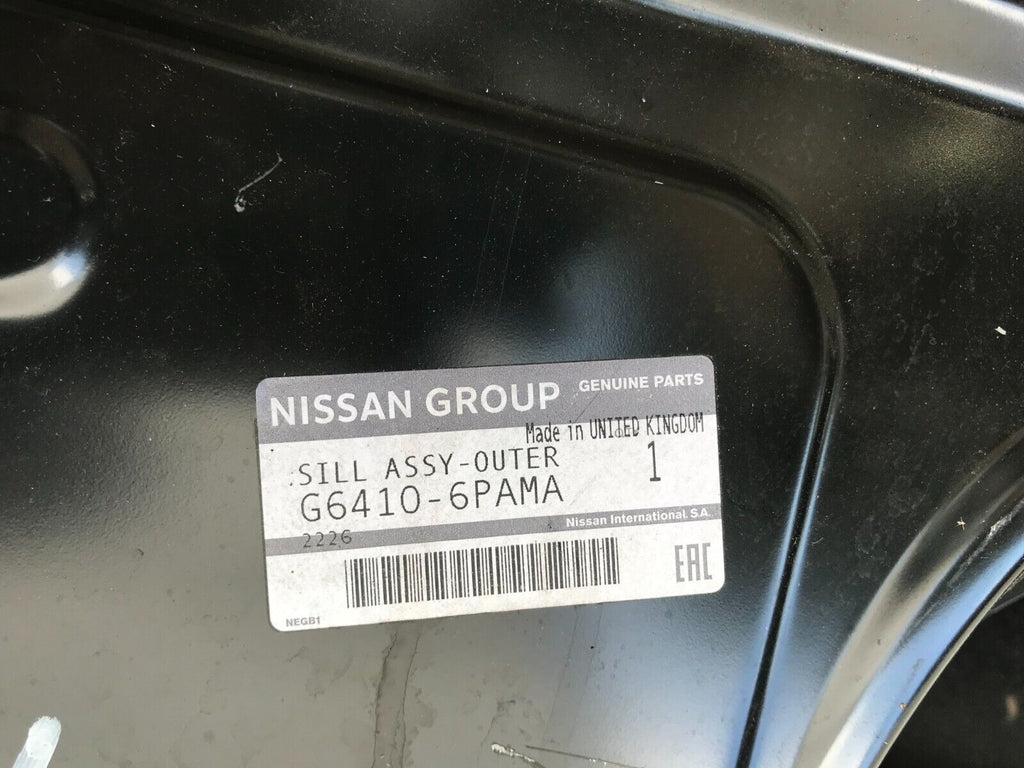 NISSAN GROUP GENUINE PARTS
Made in UNITED KINGDOM
SILL ASSY-OUTER 1
G6410-6PAMA
Nissan International S.A.
2226
EAC
NEGB1